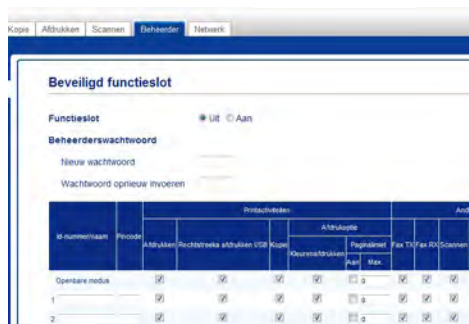 Kopie Afdrukken Scannen Beheerder Netwerk
Beveiligd functieslot
Functieslot Uit Aan
Beheerderswachtwoord
Nieuw wachtwoord
Wachtwoord opnieuw invoeren
Printactiviteiten And
Afdrukoptie
Id-nummer/naam Pincode Afdrukken Rechtstreeks afdrukken USB Kopie Kleurenafdrukken Paginalimiet Fax TX Fax RX Scannen
Aan Max.
Openbare modus 0
1 0
2 0